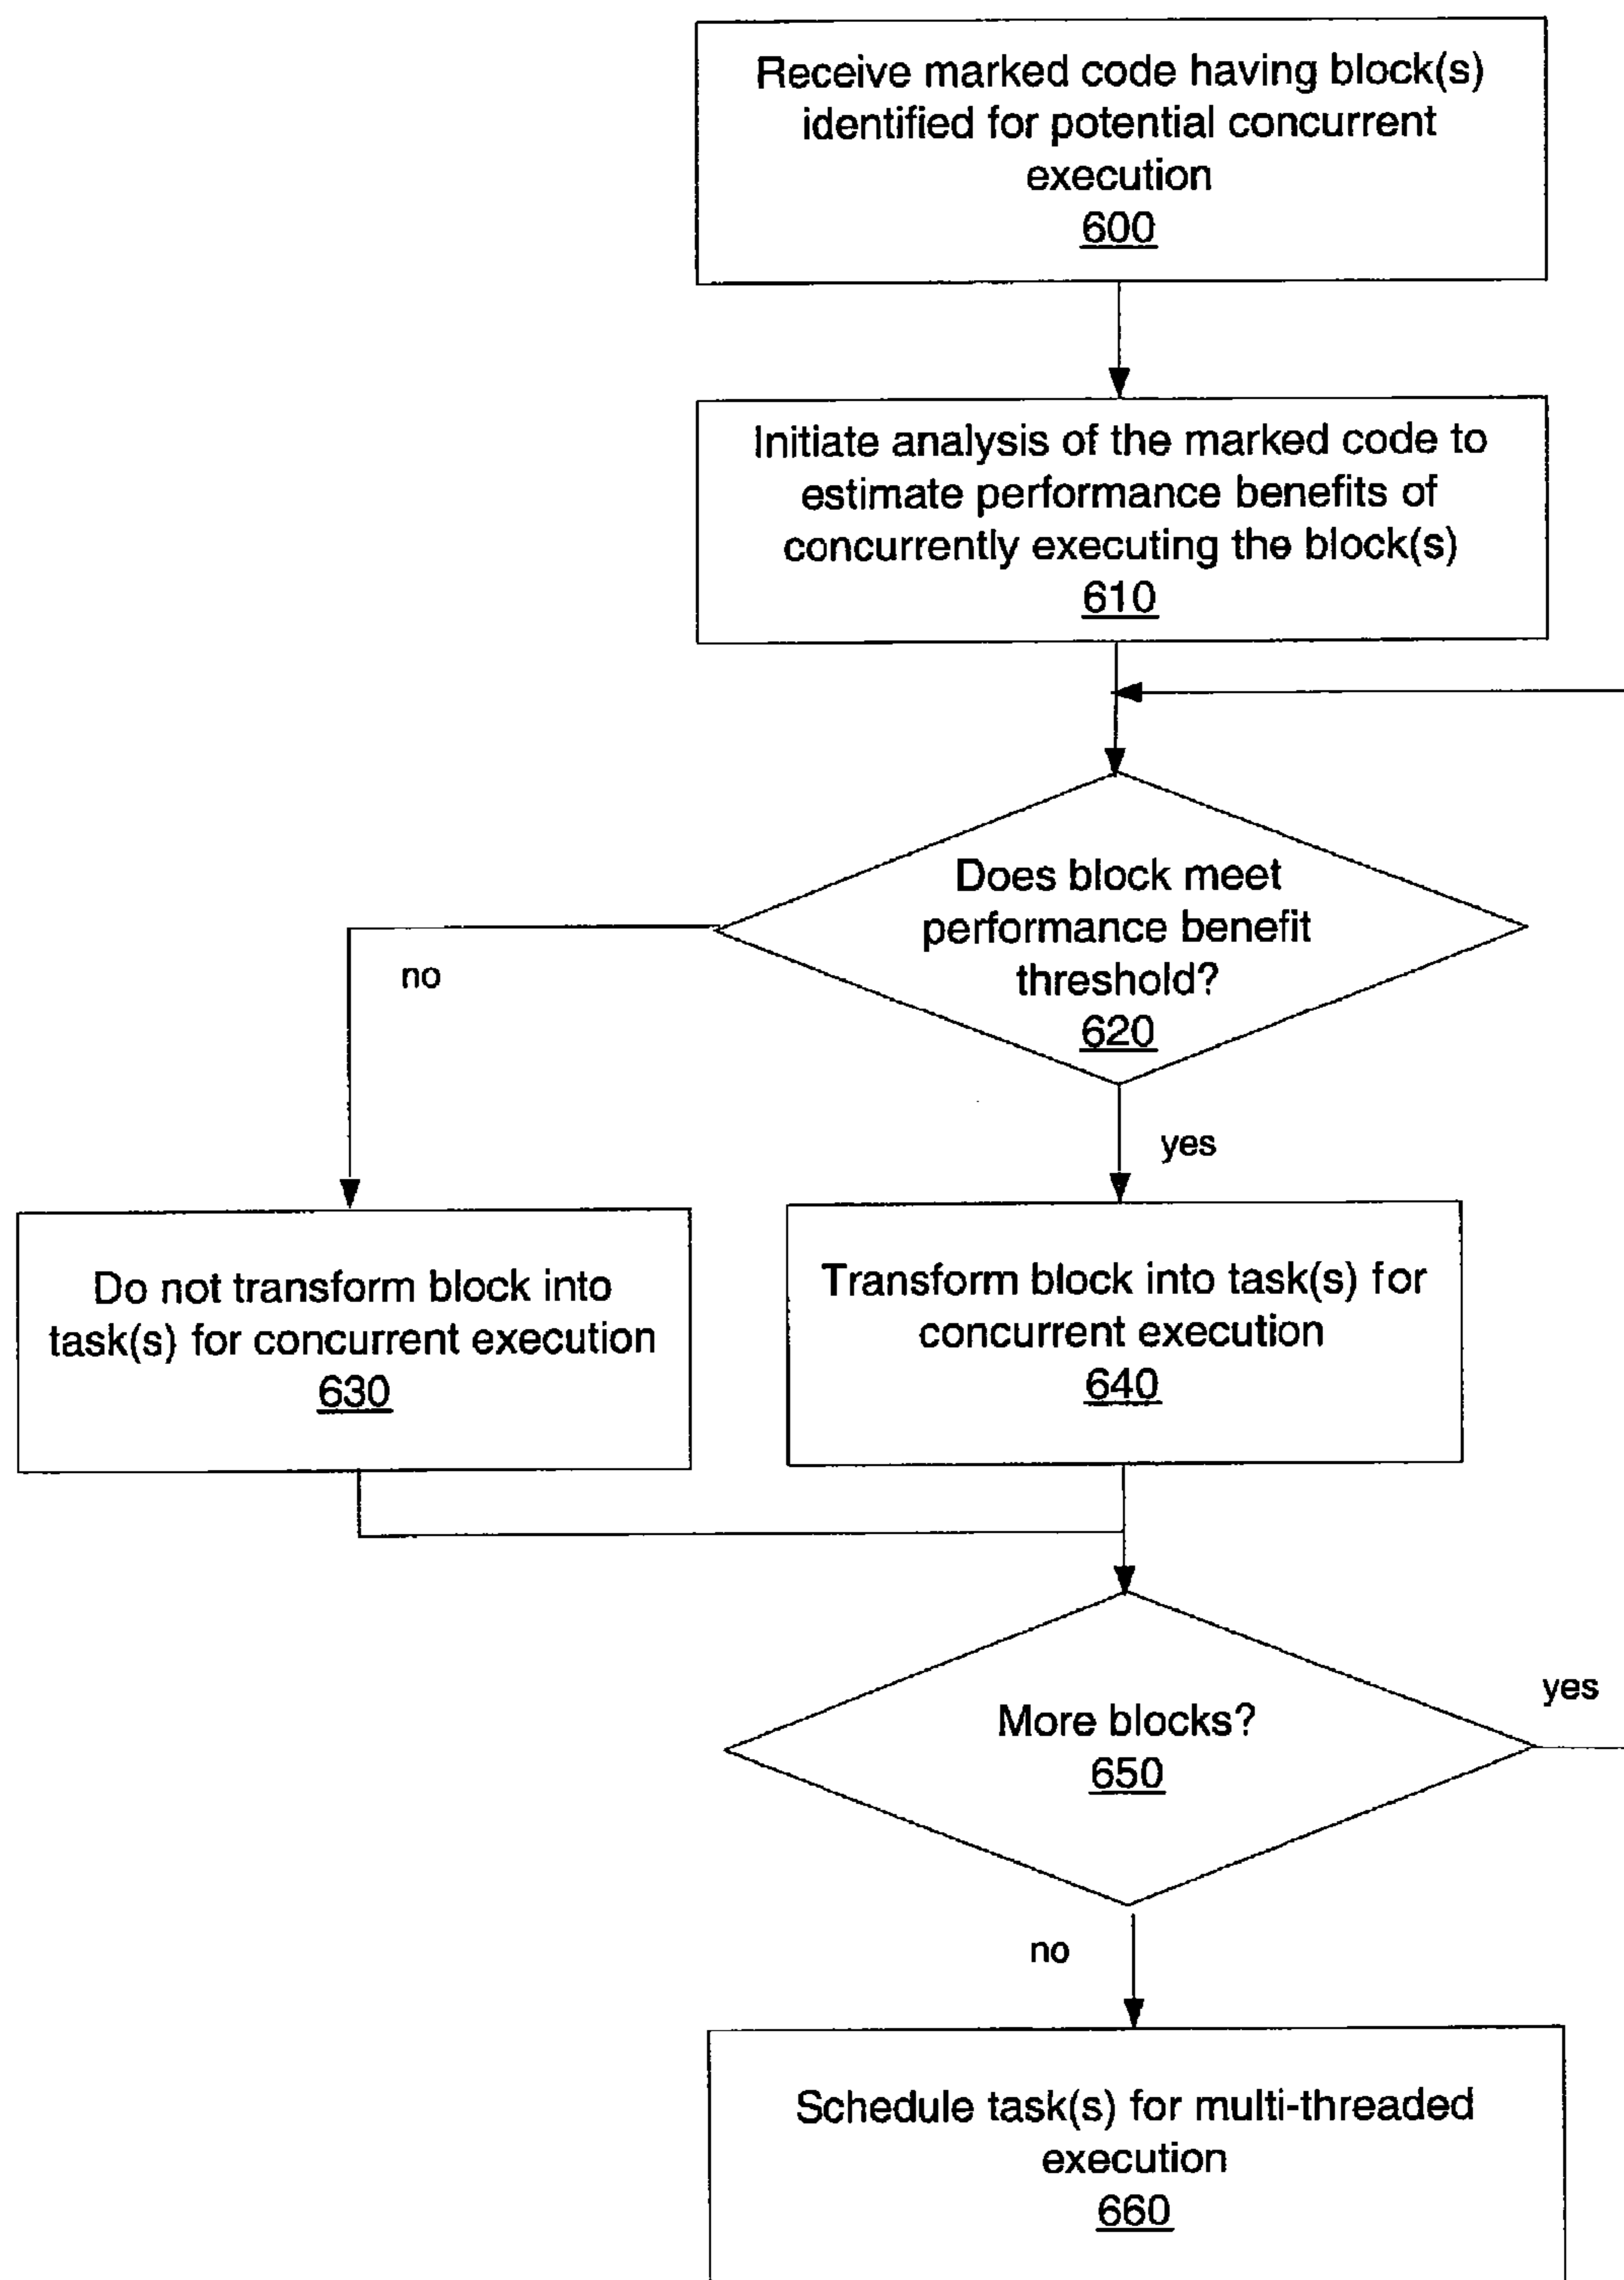 Receive marked code having block(s)
identified for potential concurrent
execution
600
Initiate analysis of the marked code to
estimate performance benefits of
concurrently executing the block(s)
610
Does block meet
performance benefit
threshold?
620
no
yes
Do not transform block into
task(s) for concurrent execution
630
Transform block into task(s) for
concurrent execution
640
More blocks?
650
yes
no
Schedule task(s) for multi-threaded
execution
660